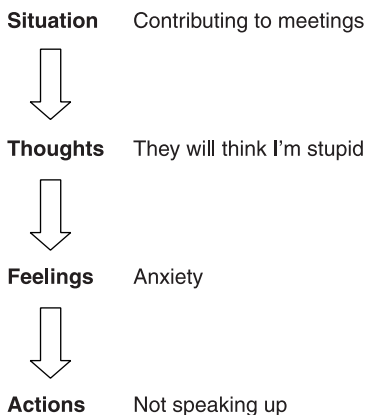 Situation Contributing to meetings
Thoughts They will think I'm stupid
Feelings Anxiety
Actions Not speaking up